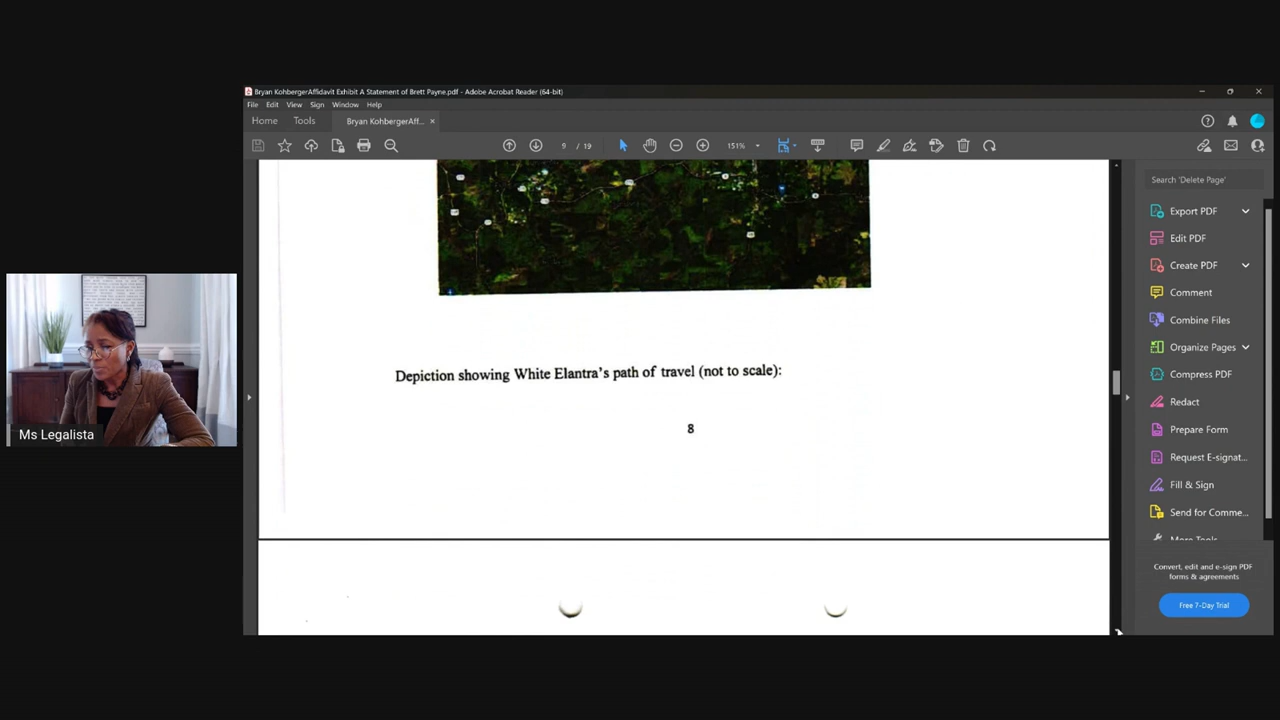 Bryan KohbergerAffidavit Exhibit A Statement of Brett Payne.pdf - Adobe Acrobat Reader (64-bit)
File Edit View Sign Window Help
Home Tools Bryan KohbergerAff...
9 / 19 151%
Search 'Delete Page'
Export PDF
Edit PDF
Create PDF
Comment
Combine Files
Organize Pages
Compress PDF
Redact
Prepare Form
Request E-signat...
Fill & Sign
Send for Comme...
More Tools
Convert, edit and e-sign PDF
forms & agreements
Free 7-Day Trial
Depiction showing White Elantra's path of travel (not to scale):
8
Ms Legalista